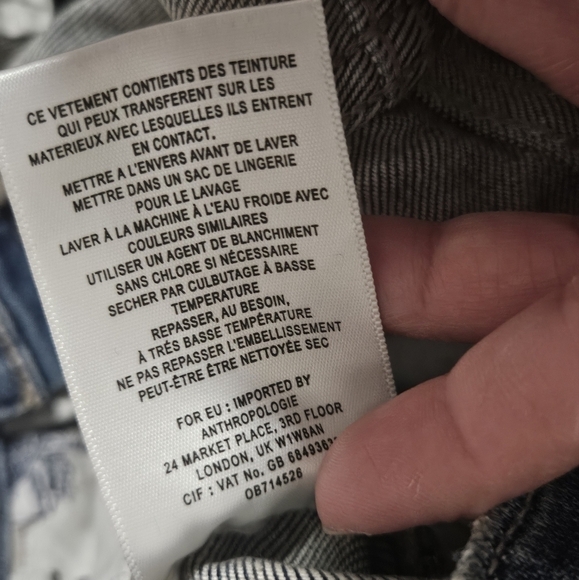 CE VETEMENT CONTIENTS DES TEINTURE
QUI PEUX TRANSFERENT SUR LES
MATERIEUX AVEC LESQUELLES ILS ENTRENT
EN CONTACT.
METTRE A L'ENVERS AVANT DE LAVER
METTRE DANS UN SAC DE LINGERIE
POUR LE LAVAGE
LAVER À LA MACHINE À L'EAU FROIDE AVEC
COULEURS SIMILAIRES
UTILISER UN AGENT DE BLANCHIMENT
SANS CHLORE SI NÉCESSAIRE
SECHER PAR CULBUTAGE À BASSE
TEMPERATURE
REPASSER, AU BESOIN,
À TRÉS BASSE TEMPÉRATURE
NE PAS REPASSER L'EMBELLISSEMENT
PEUT-ÊTRE ÊTRE NETTOYÉE SEC
FOR EU : IMPORTED BY
ANTHROPOLOGIE
24 MARKET PLACE, 3RD FLOOR
LONDON, UK W1W8AN
CIF : VAT No. GB
OB714526